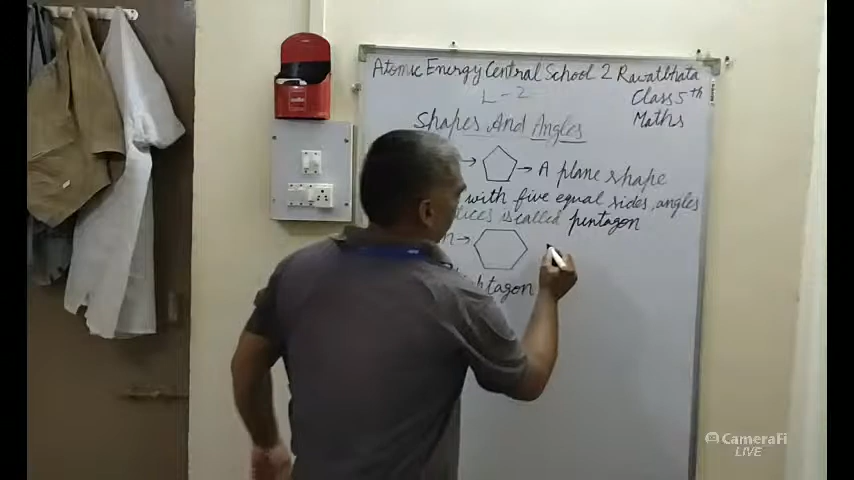 Atomic Energy Central School 2 Rawatbhata
L-2
Class 5th
Maths
Shapes And Angles
→ → A plane shape
with five equal sides, angles
is called pentagon
n →
CameraFi
LIVE